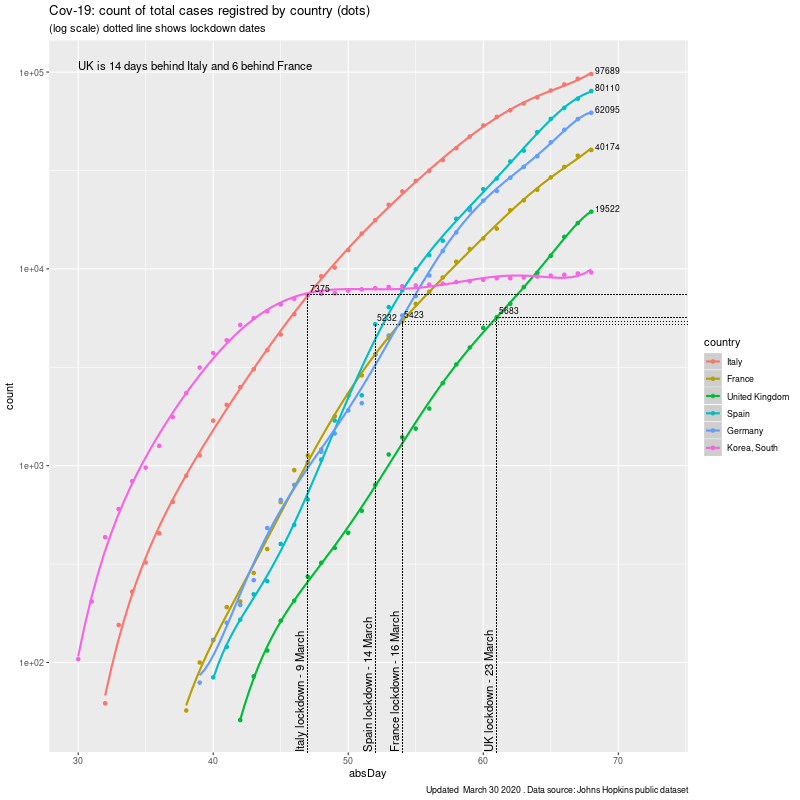 Cov-19: count of total cases registred by country (dots)
(log scale) dotted line shows lockdown dates
UK is 14 days behind Italy and 6 behind France
1e+05
1e+04
1e+03
1e+02
count
97689
80110
62095
40174
19522
7375
5232
5423
5683
Italy lockdown - 9 March
Spain lockdown - 14 March
France lockdown - 16 March
UK lockdown - 23 March
30
40
50
60
70
absDay
country
Italy
France
United Kingdom
Spain
Germany
Korea, South
Updated March 30 2020 . Data source: Johns Hopkins public dataset